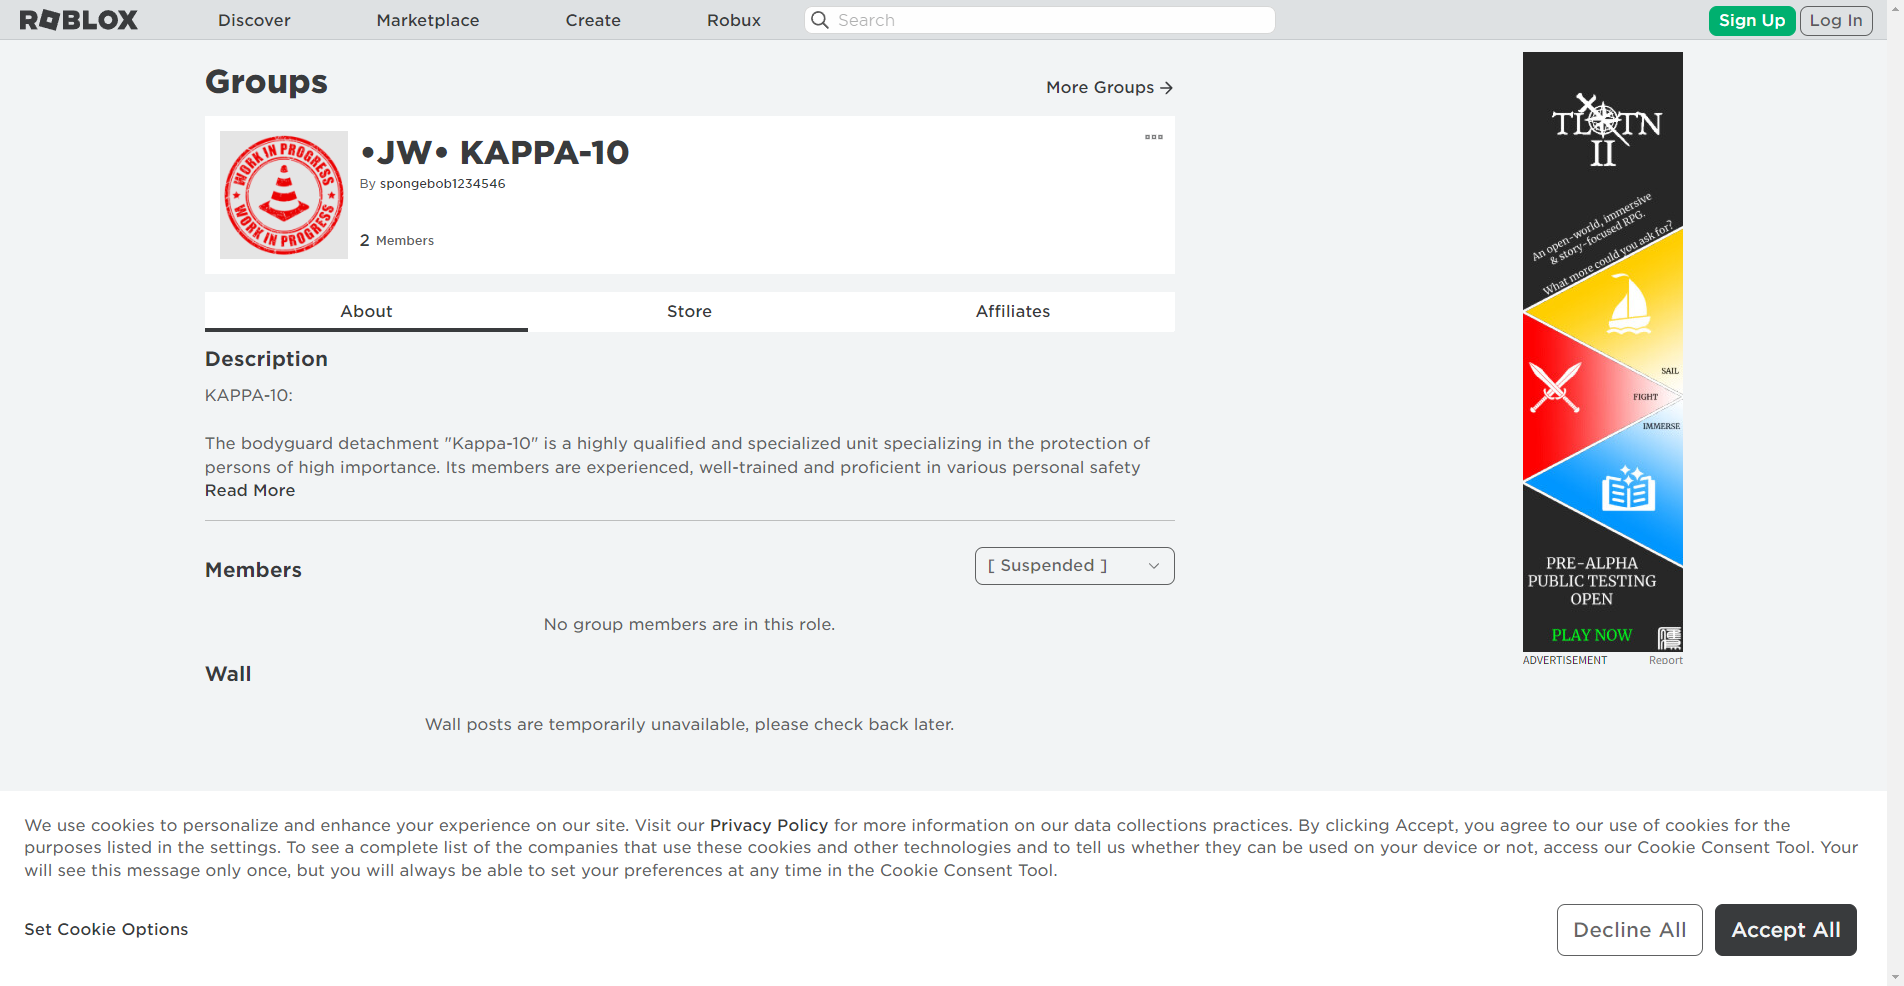 ROBLOX
Discover
Marketplace
Create
Robux
Search
Sign Up
Log In
Groups
More Groups
WORK IN PROGRESS
WORK IN PROGRESS
•JW• KAPPA-10
By spongebob1234546
2 Members
About
Store
Affiliates
Description
KAPPA-10:
The bodyguard detachment "Kappa-10" is a highly qualified and specialized unit specializing in the protection of
persons of high importance. Its members are experienced, well-trained and proficient in various personal safety
Read More
Members
[ Suspended ]
No group members are in this role.
Wall
Wall posts are temporarily unavailable, please check back later.
TLOTN
II
An open-world, immersive
& story-focused RPG.
What more could you ask for?
SAIL
FIGHT
IMMERSE
PRE-ALPHA
PUBLIC TESTING
OPEN
PLAY NOW
ADVERTISEMENT
Report
We use cookies to personalize and enhance your experience on our site. Visit our Privacy Policy for more information on our data collections practices. By clicking Accept, you agree to our use of cookies for the
purposes listed in the settings. To see a complete list of the companies that use these cookies and other technologies and to tell us whether they can be used on your device or not, access our Cookie Consent Tool. Your
will see this message only once, but you will always be able to set your preferences at any time in the Cookie Consent Tool.
Set Cookie Options
Decline All
Accept All